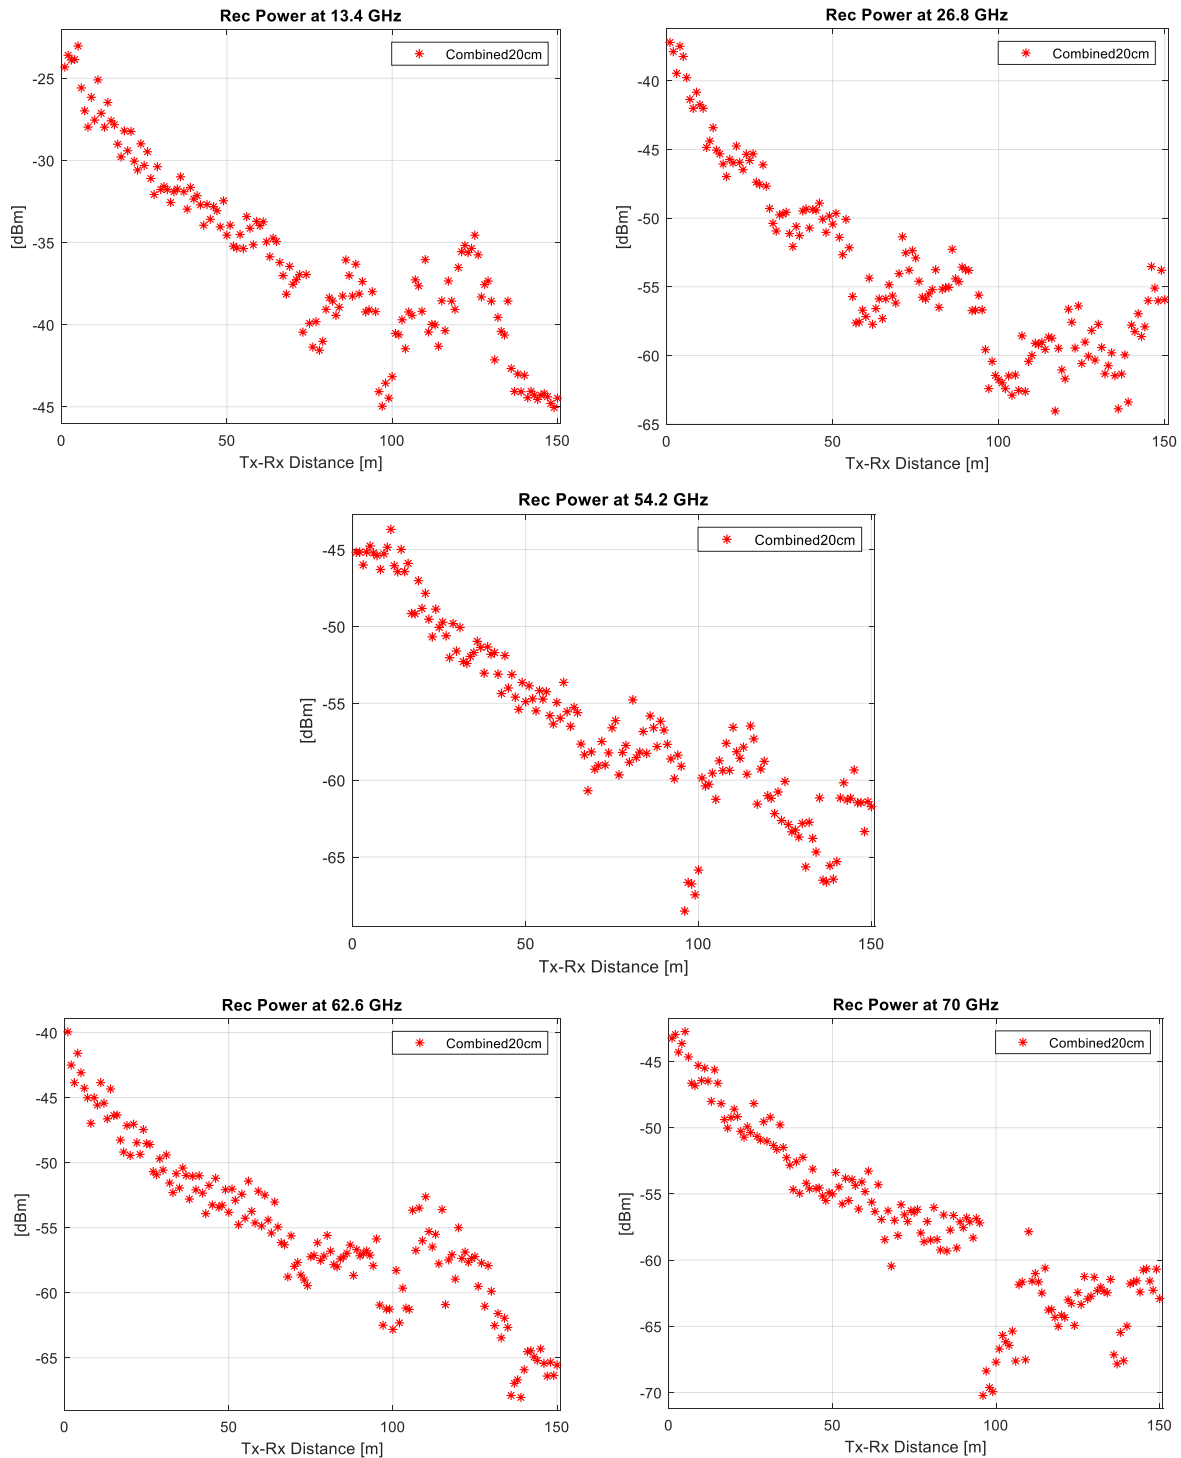 Rec Power at 13.4 GHz
Combined20cm
-25
-30
-35
-40
-45
[dBm]
0 50 100 150
Tx-Rx Distance [m]
Rec Power at 26.8 GHz
Combined20cm
-40
-45
-50
-55
-60
-65
[dBm]
0 50 100 150
Tx-Rx Distance [m]
Rec Power at 54.2 GHz
Combined20cm
-45
-50
-55
-60
-65
[dBm]
0 50 100 150
Tx-Rx Distance [m]
Rec Power at 62.6 GHz
Combined20cm
-40
-45
-50
-55
-60
-65
[dBm]
0 50 100 150
Tx-Rx Distance [m]
Rec Power at 70 GHz
Combined20cm
-45
-50
-55
-60
-65
-70
[dBm]
0 50 100 150
Tx-Rx Distance [m]